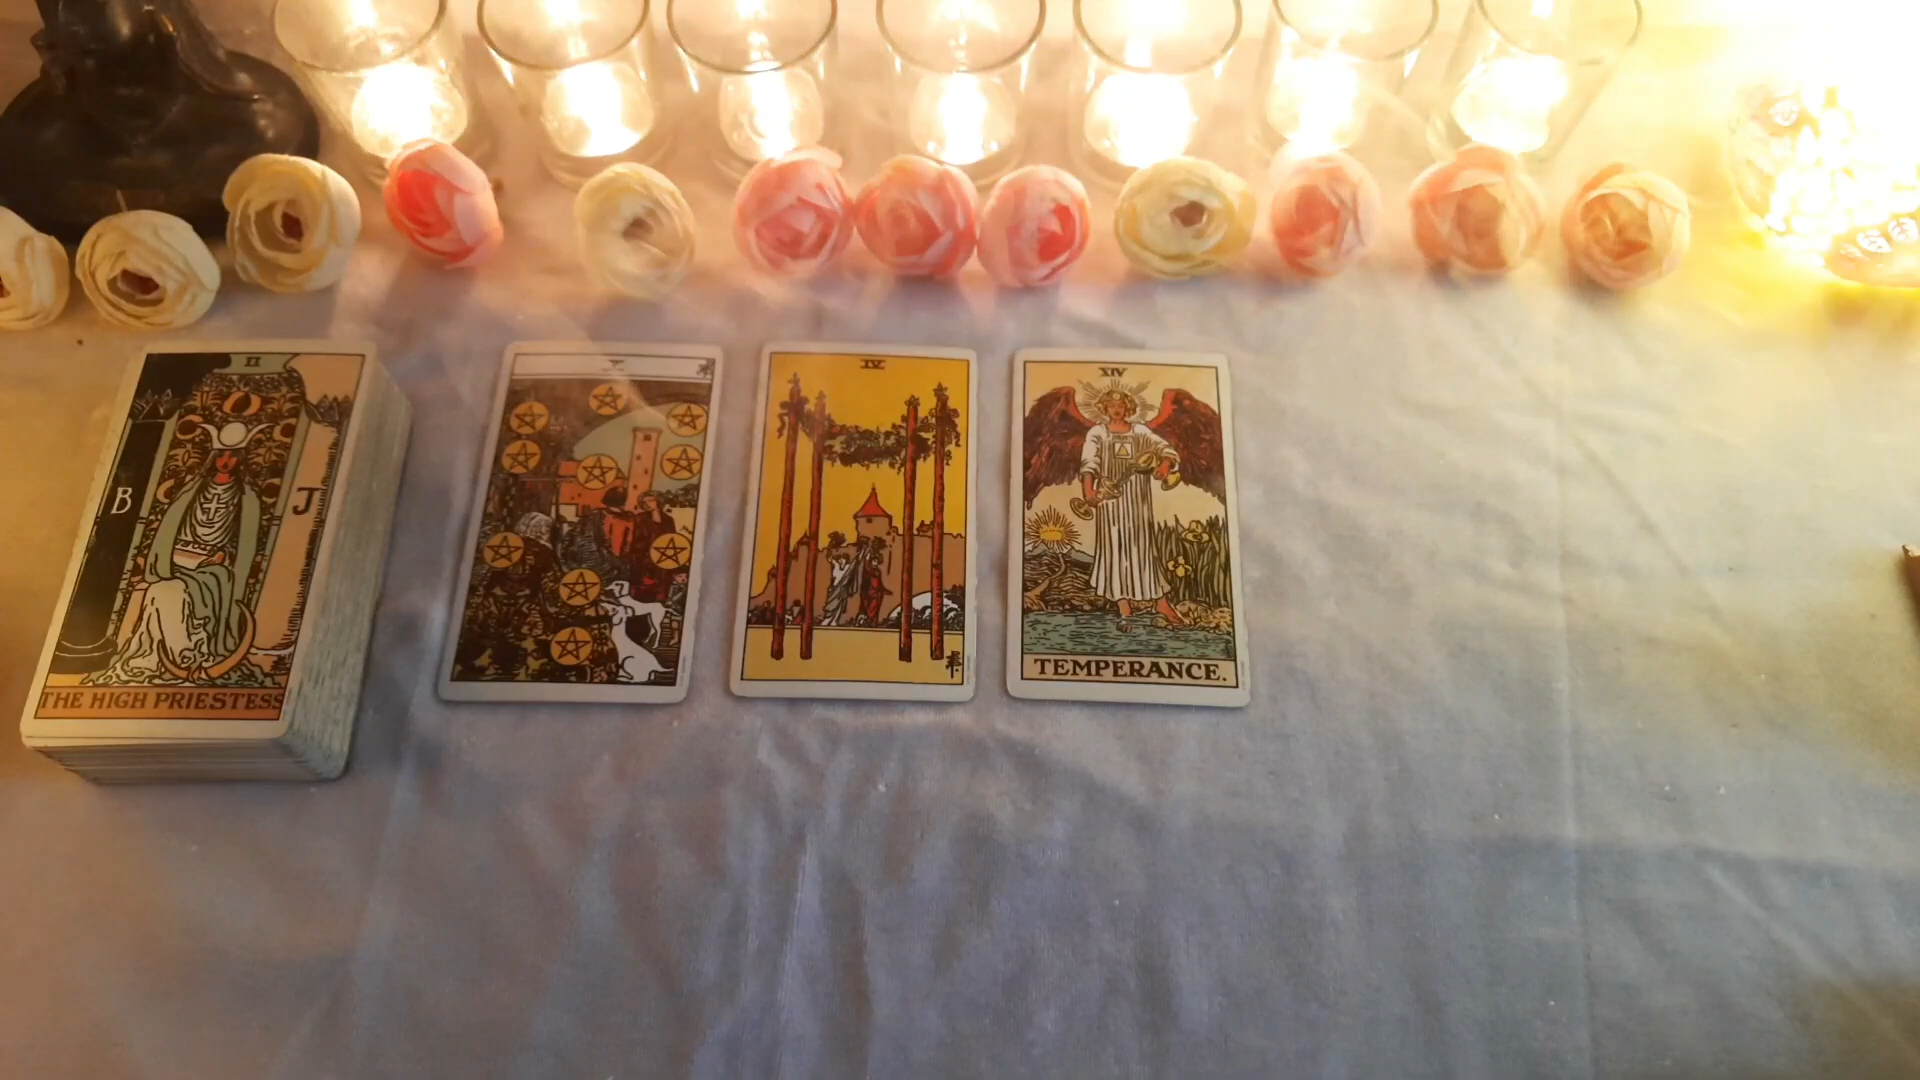 II
B J
THE HIGH PRIESTESS
IV
XIV
TEMPERANCE.